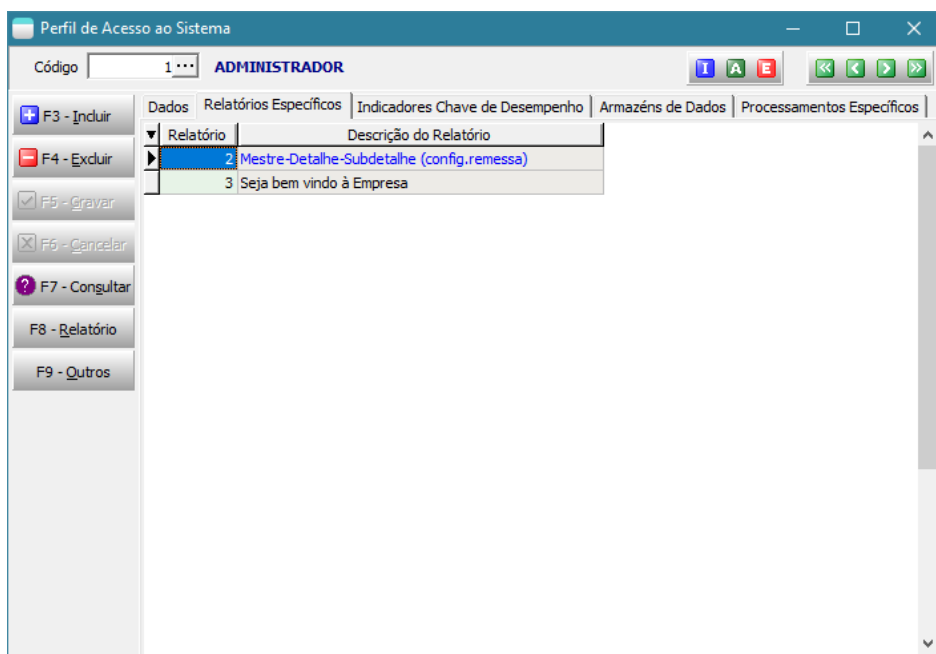 Perfil de Acesso ao Sistema
Código 1 ... ADMINISTRADOR I A E
F3 - Incluir
F4 - Excluir
F5 - Gravar
F6 - Cancelar
? F7 - Consultar
F8 - Relatório
F9 - Outros
Dados Relatórios Específicos Indicadores Chave de Desempenho Armazéns de Dados Processamentos Específicos
Relatório Descrição do Relatório
2 Mestre-Detalhe-Subdetalhe (config.remessa)
3 Seja bem vindo à Empresa